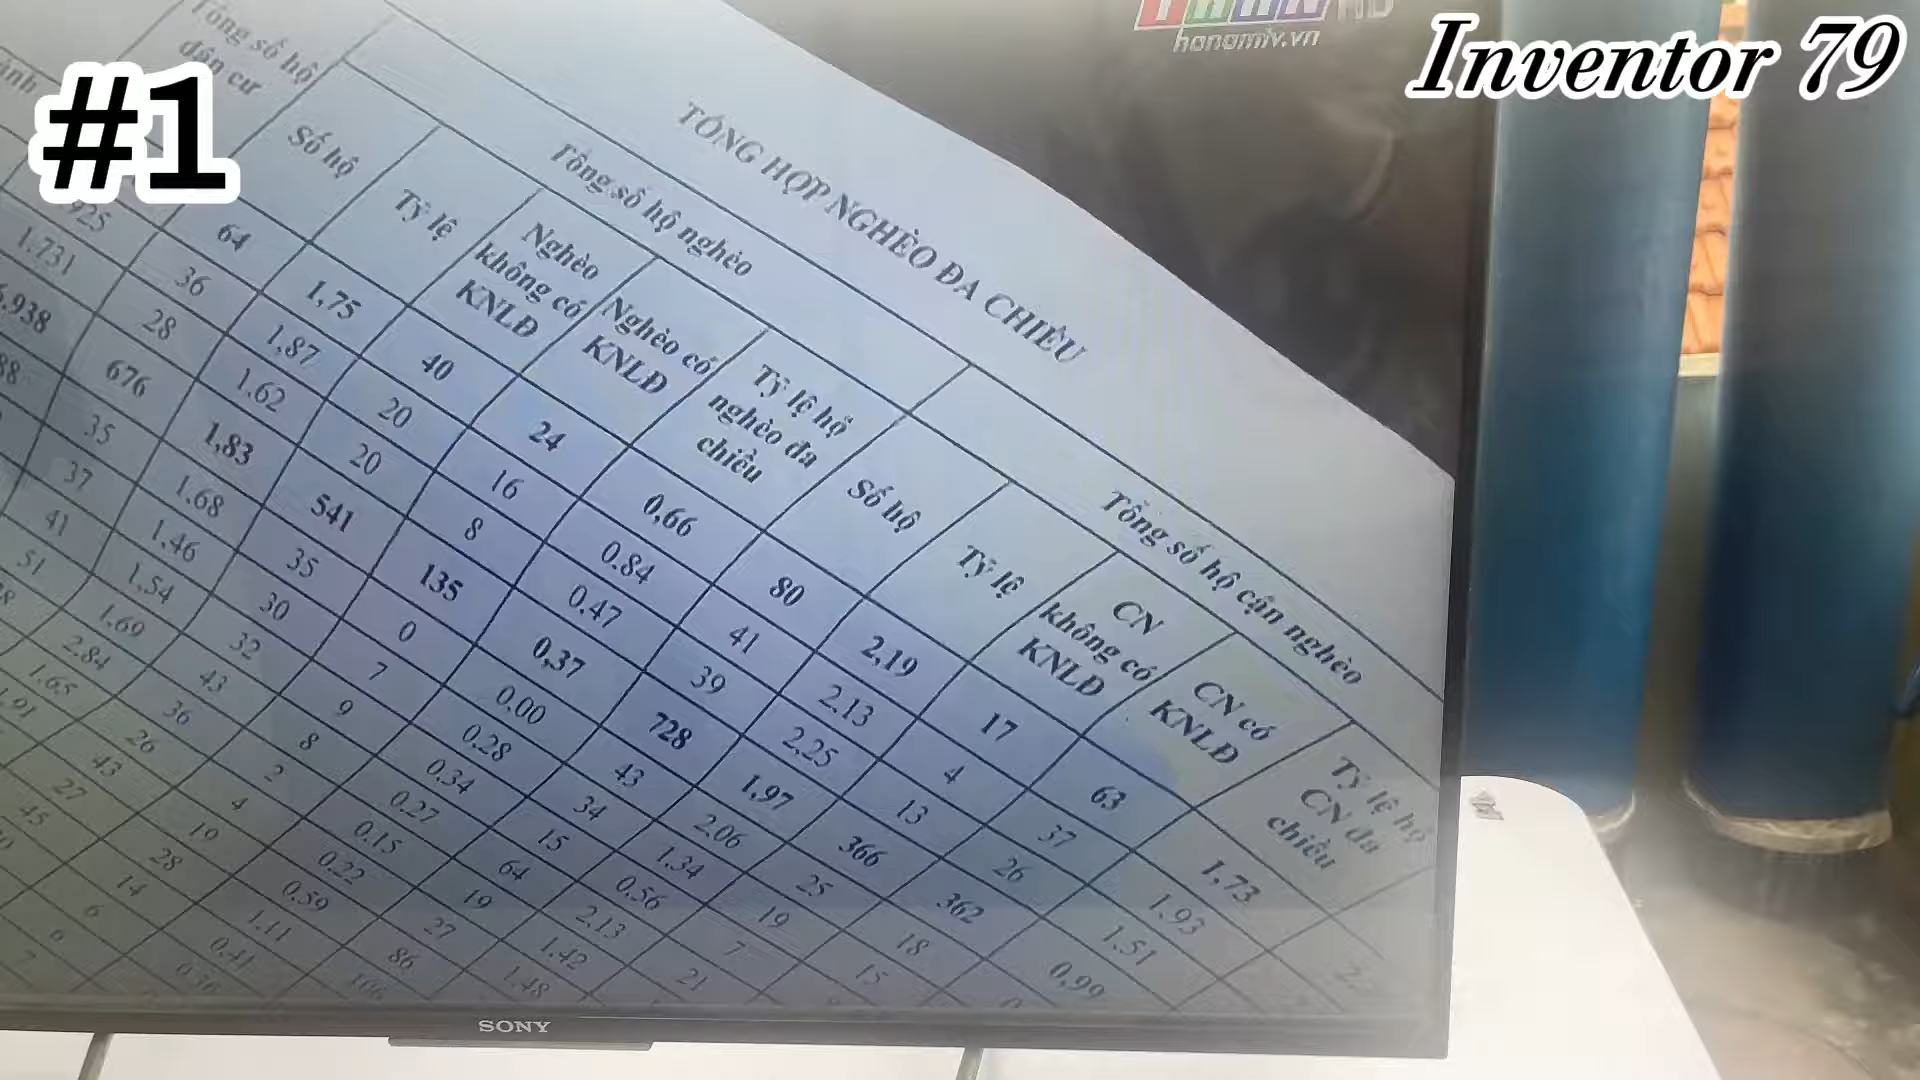 #1
Inventor 79
THHN HD
hanamtv.vn
TỔNG HỢP NGHÈO ĐA CHIỀU
Tổng số hộ
dân cư
Tổng số hộ nghèo
Tổng số hộ cận nghèo
Số hộ
Tỷ lệ
Nghèo
không có
KNLĐ
Nghèo có
KNLĐ
Tỷ lệ hộ
nghèo đa
chiều
Số hộ
Tỷ lệ
CN
không có
KNLĐ
CN có
KNLĐ
Tỷ lệ hộ
CN đa
chiều
64 1,75 40 24 0,66 80 2,19 17 63 1,73
925 36 1,87 20 16 0.84 41 2.13 4 37 1.93
1.731 28 1.62 20 8 0.47 39 2,25 13 26 1.51
676 1,83 541 135 0,37 728 1,97 366 362 0,99
35 1.68 35 0 0.00 43 2.06 25 18
37 1.46 30 7 0.28 34 1.34 19 15
41 1,54 32 9 0.34 15 0.56 7
51 1.69 43 8 0.27 64 2.13 21
2.84 36 2 0.15 19 1.42
1.65 26 4 0.22 27 1.48
43 19 0.59 86
27 28 1.11 106
45 14 0.41
6 0.36
6
7
SONY